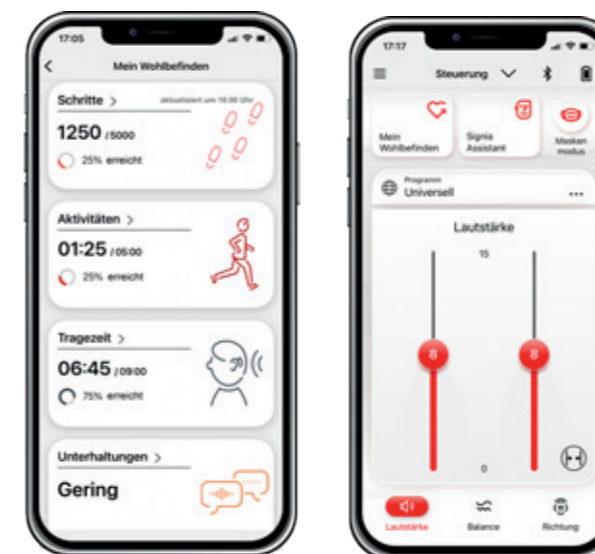 17:05
Mein Wohlbefinden
Schritte > aktualisiert um 16:00 Uhr
1250 /5000
25% erreicht
Aktivitäten >
01:25 /05:00
25% erreicht
Tragezeit >
06:45 /09:00
75% erreicht
Unterhaltungen >
Gering
17:17
Steuerung
Mein
Wohlbefinden
Signia
Assistant
Masken
modus
Programm
Universell
...
Lautstärke
15
8 8
0
Lautstärke Balance Richtung